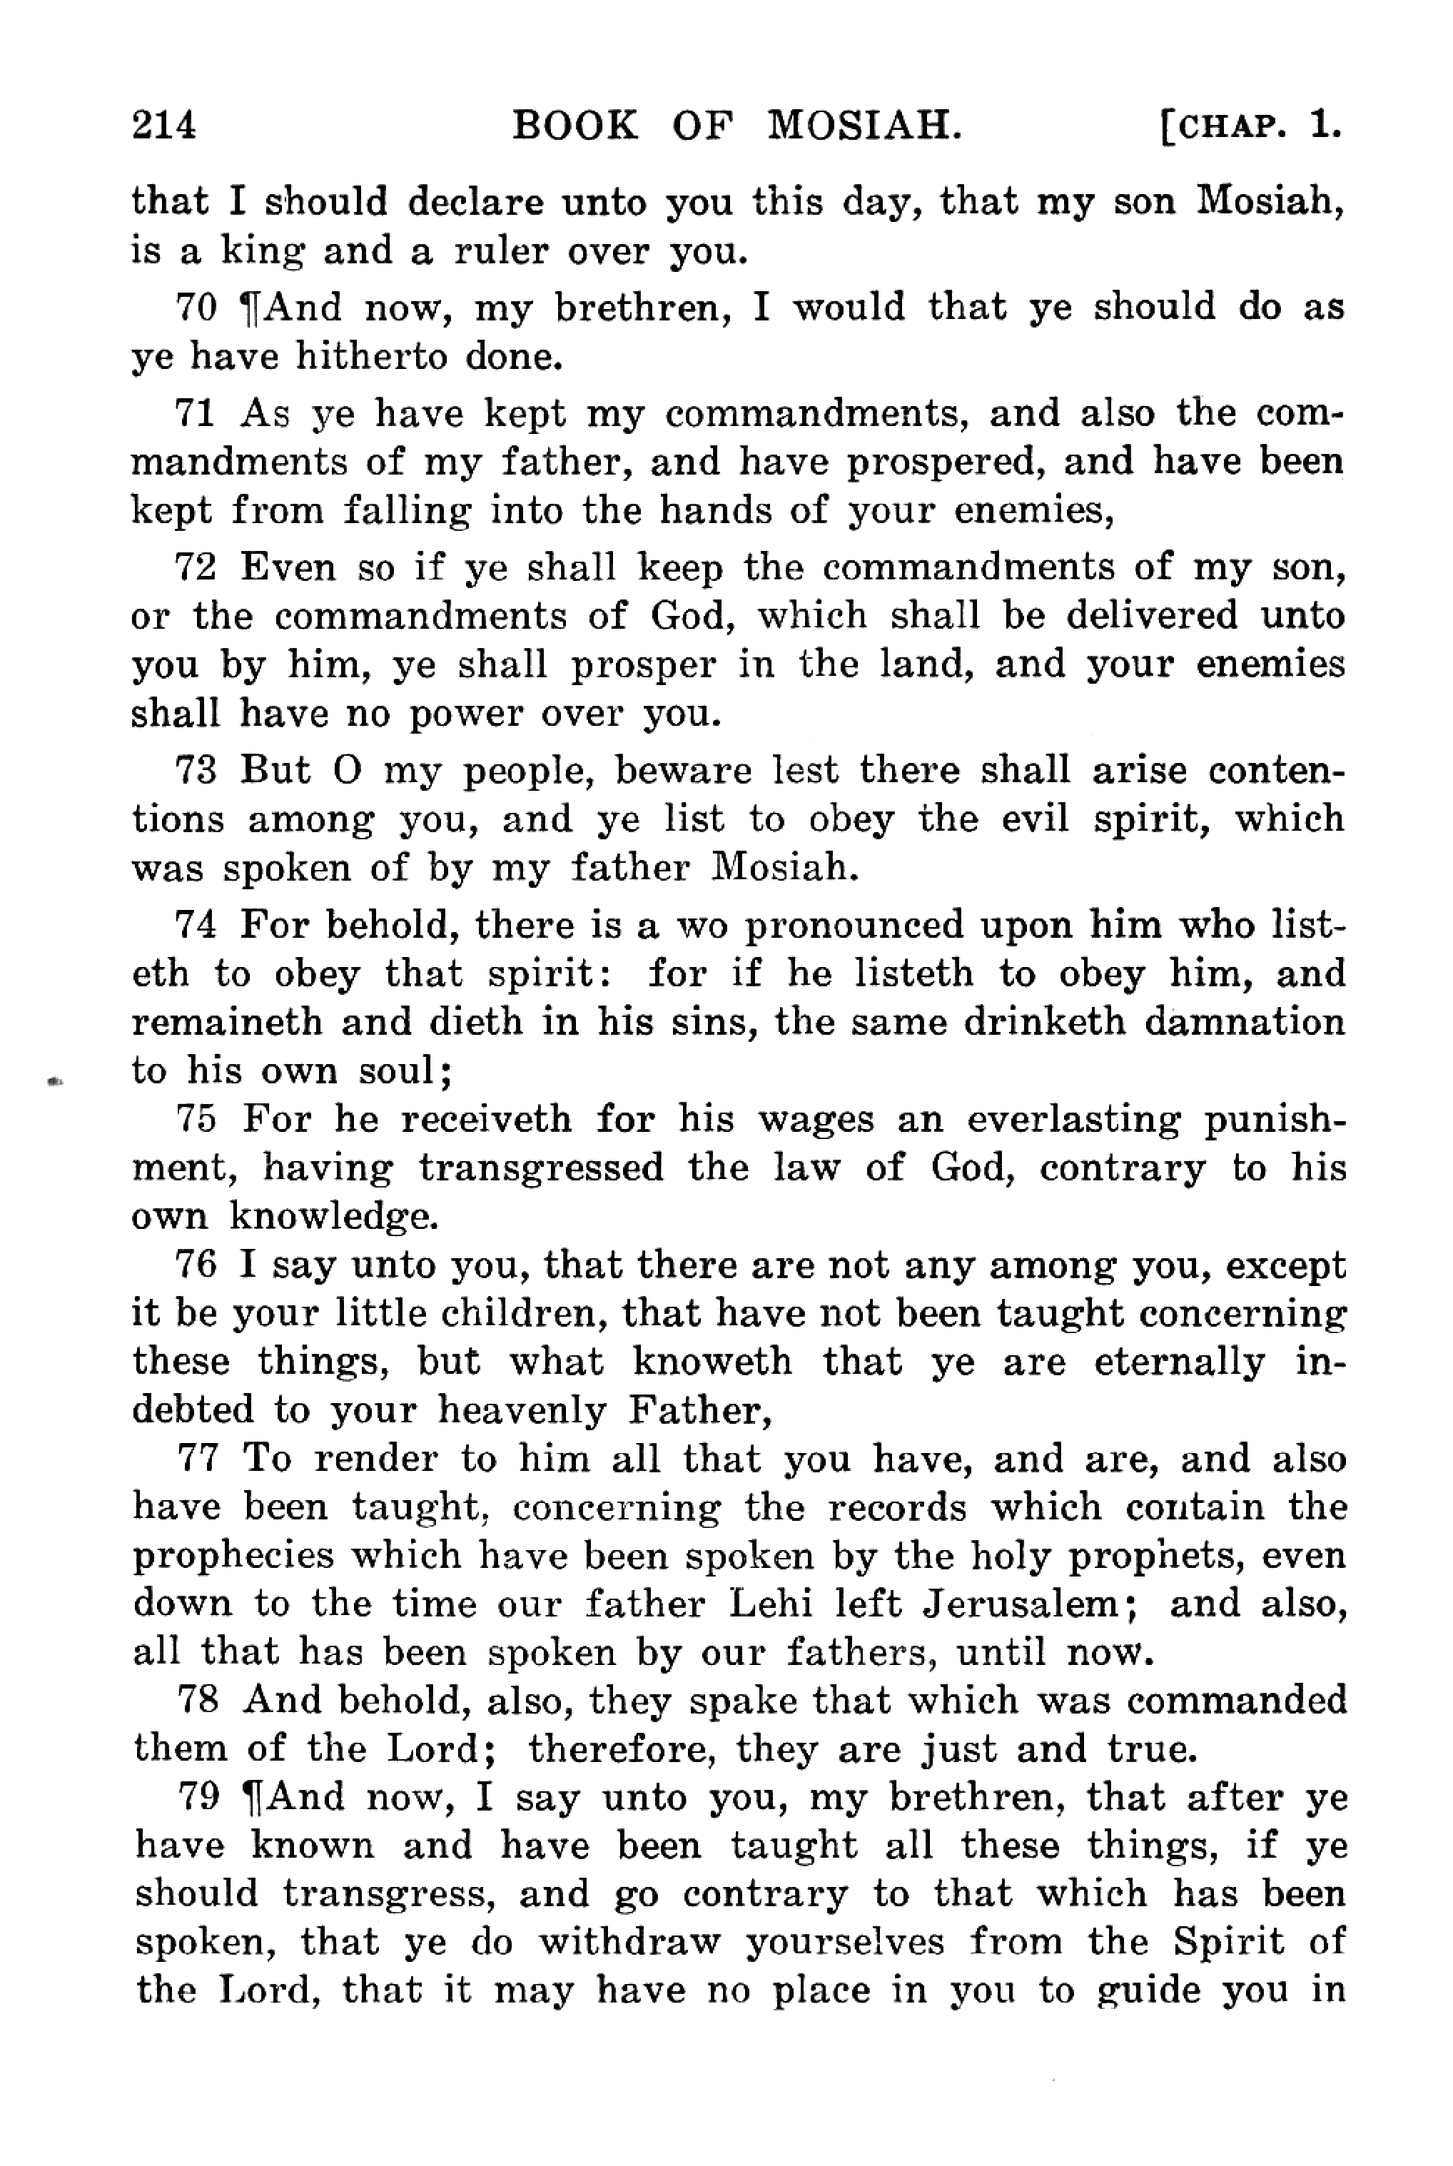 214 BOOK OF MOSIAH. [CHAP. 1.
that I should declare unto you this day, that my son Mosiah,
is a king and a ruler over you.
70 ¶And now, my brethren, I would that ye should do as
ye have hitherto done.
71 As ye have kept my commandments, and also the com-
mandments of my father, and have prospered, and have been
kept from falling into the hands of your enemies,
72 Even so if ye shall keep the commandments of my son,
or the commandments of God, which shall be delivered unto
you by him, ye shall prosper in the land, and your enemies
shall have no power over you.
73 But O my people, beware lest there shall arise conten-
tions among you, and ye list to obey the evil spirit, which
was spoken of by my father Mosiah.
74 For behold, there is a wo pronounced upon him who list-
eth to obey that spirit: for if he listeth to obey him, and
remaineth and dieth in his sins, the same drinketh damnation
to his own soul;
75 For he receiveth for his wages an everlasting punish-
ment, having transgressed the law of God, contrary to his
own knowledge.
76 I say unto you, that there are not any among you, except
it be your little children, that have not been taught concerning
these things, but what knoweth that ye are eternally in-
debted to your heavenly Father,
77 To render to him all that you have, and are, and also
have been taught, concerning the records which contain the
prophecies which have been spoken by the holy prophets, even
down to the time our father Lehi left Jerusalem; and also,
all that has been spoken by our fathers, until now.
78 And behold, also, they spake that which was commanded
them of the Lord; therefore, they are just and true.
79 ¶And now, I say unto you, my brethren, that after ye
have known and have been taught all these things, if ye
should transgress, and go contrary to that which has been
spoken, that ye do withdraw yourselves from the Spirit of
the Lord, that it may have no place in you to guide you in